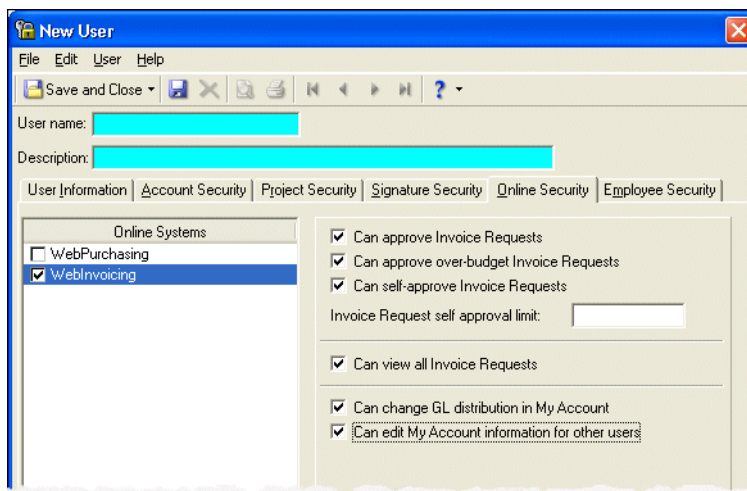 New User
File Edit User Help
Save and Close ?
User name:
Description:
User Information Account Security Project Security Signature Security Online Security Employee Security
Online Systems
WebPurchasing
WebInvoicing
Can approve Invoice Requests
Can approve over-budget Invoice Requests
Can self-approve Invoice Requests
Invoice Request self approval limit:
Can view all Invoice Requests
Can change GL distribution in My Account
Can edit My Account information for other users